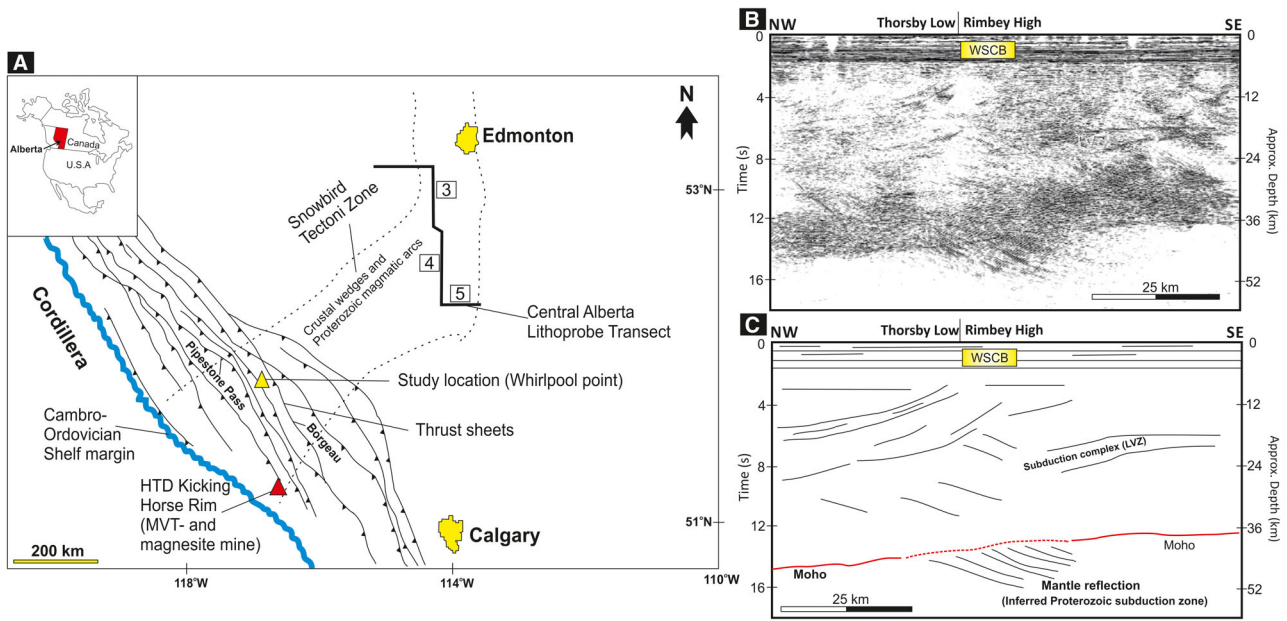 A
N
Alberta
Canada
U.S.A
Edmonton
53°N
Snowbird
Tectoni Zone
Crustal wedges and
Proterozoic magmatic arcs
3
4
5
Central Alberta
Lithoprobe Transect
Cordillera
Pipestone Pass
Study location (Whirlpool point)
Cambro-
Ordovician
Shelf margin
Thrust sheets
Borgeau
HTD Kicking
Horse Rim
(MVT- and
magnesite mine)
Calgary
51°N
200 km
118°W
114°W
110°W
B
NW
Thorsby Low
Rimbey High
SE
WSCB
0
4
8
12
16
Time (s)
0
12
24
36
52
Approx. Depth (km)
25 km
C
NW
Thorsby Low
Rimbey High
SE
WSCB
0
4
8
12
16
Time (s)
0
12
24
36
52
Approx. Depth (km)
Subduction complex (LVZ)
Moho
Moho
Mantle reflection
(Inferred Proterozoic subduction zone)
25 km